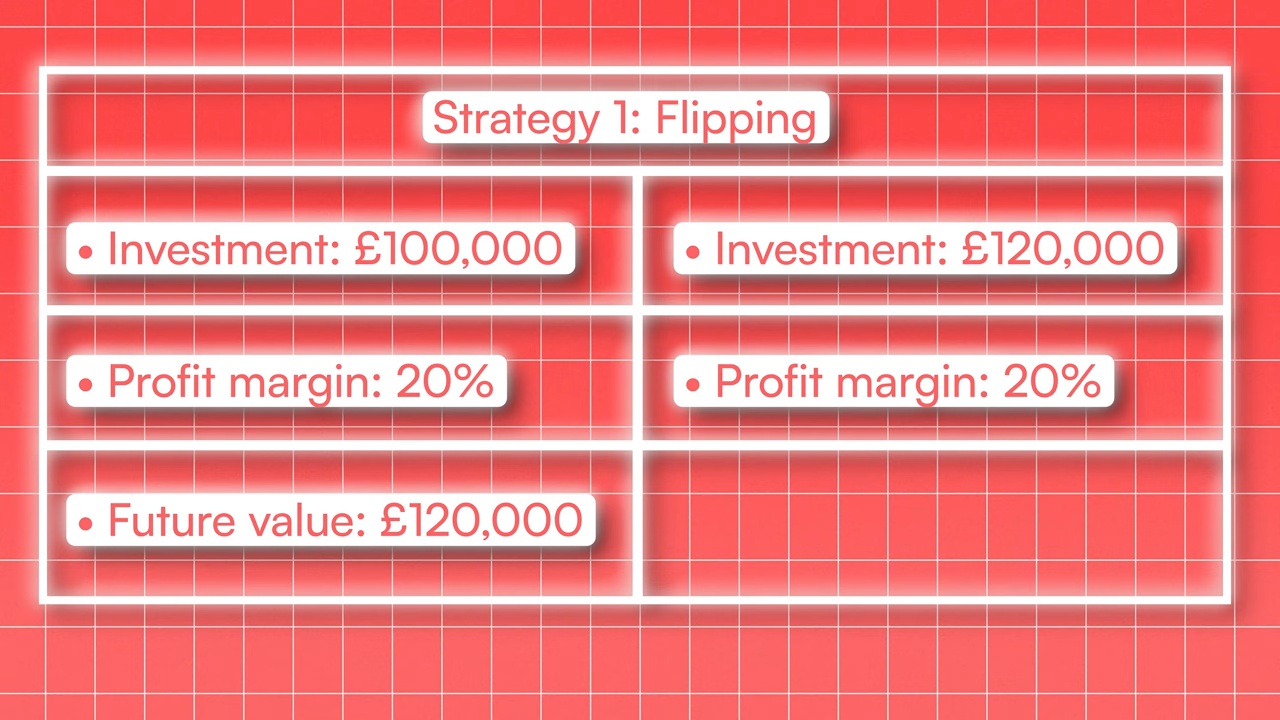 Strategy 1: Flipping
• Investment: £100,000
• Investment: £120,000
• Profit margin: 20%
• Profit margin: 20%
• Future value: £120,000